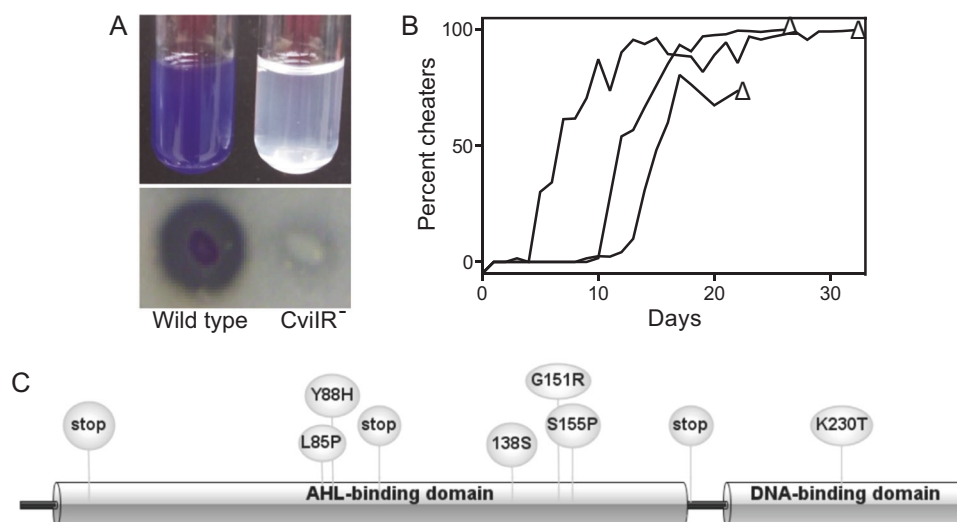 A
Wild type CviIR⁻
B
Percent cheaters
100
50
0
0 10 20 30
Days
C
Y88H G151R
stop L85P stop 138S S155P stop K230T
AHL-binding domain DNA-binding domain